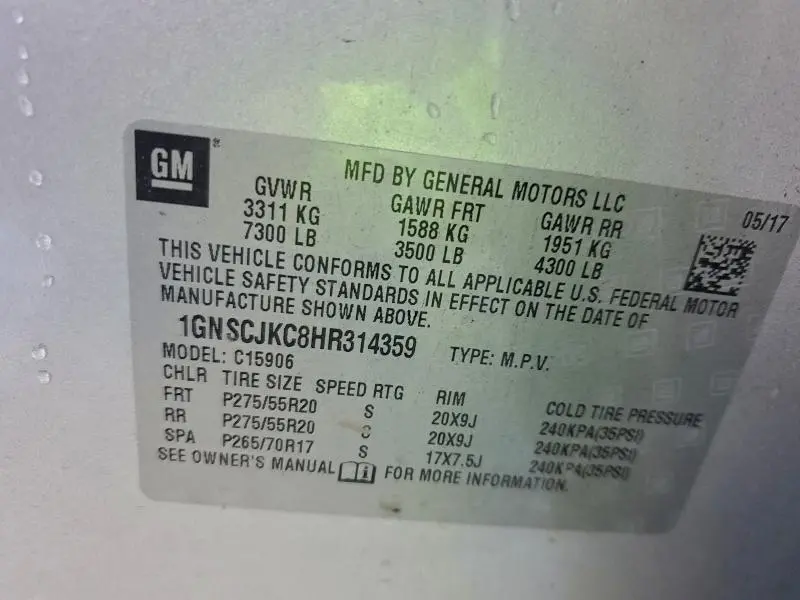 GM
MFD BY GENERAL MOTORS LLC
05/17
GVWR GAWR FRT GAWR RR
3311 KG 1588 KG 1951 KG
7300 LB 3500 LB 4300 LB
THIS VEHICLE CONFORMS TO ALL APPLICABLE U.S. FEDERAL MOTOR
VEHICLE SAFETY STANDARDS IN EFFECT ON THE DATE OF
MANUFACTURE SHOWN ABOVE.
1GNSCJKC8HR314359 TYPE: M.P.V.
MODEL: C15906
CHLR TIRE SIZE SPEED RTG RIM COLD TIRE PRESSURE
FRT P275/55R20 S 20X9J 240KPA(35PSI)
RR P275/55R20 S 20X9J 240KPA(35PSI)
SPA P265/70R17 S 17X7.5J 240KPA(35PSI)
SEE OWNER'S MANUAL FOR MORE INFORMATION.